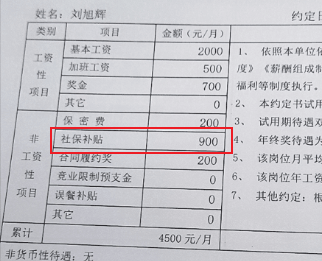 姓名：刘旭辉 约定日
类别 项目 金额（元/月）
工资性项目 基本工资 2000
加班工资 500
奖金 700
其它 0
非工资性项目 保密费 200
社保补贴 900
合同履约奖 200
竞业限制预支金 0
误餐补贴 0
其它 0
累计 4500 元/月
非货币性待遇：无
1、 依照本单位依
度》《薪酬组成制
福利等制度执行。
2、 本约定书试用
3、 试用期待遇双
4、 年终奖待遇为
5、 该岗位月平均
6、 该岗位年工资
7、 其他约定：根